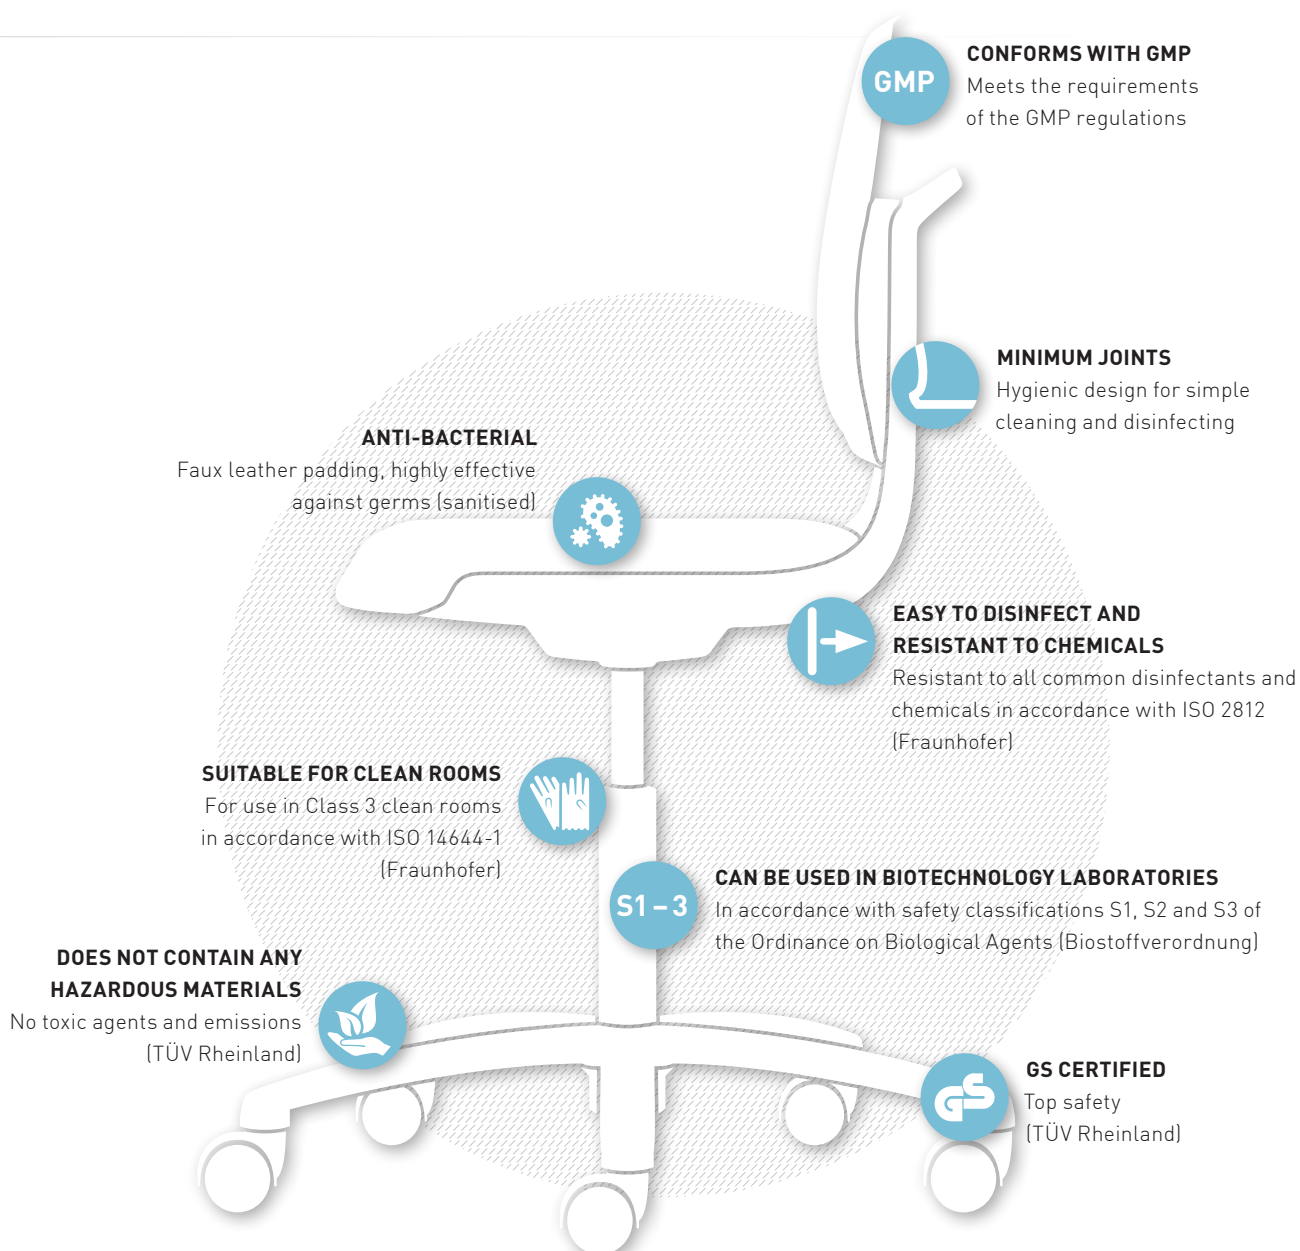 GMP
CONFORMS WITH GMP
Meets the requirements
of the GMP regulations
MINIMUM JOINTS
Hygienic design for simple
cleaning and disinfecting
ANTI-BACTERIAL
Faux leather padding, highly effective
against germs (sanitised)
EASY TO DISINFECT AND
RESISTANT TO CHEMICALS
Resistant to all common disinfectants and
chemicals in accordance with ISO 2812
(Fraunhofer)
SUITABLE FOR CLEAN ROOMS
For use in Class 3 clean rooms
in accordance with ISO 14644-1
(Fraunhofer)
S1 – 3
CAN BE USED IN BIOTECHNOLOGY LABORATORIES
In accordance with safety classifications S1, S2 and S3 of
the Ordinance on Biological Agents (Biostoffverordnung)
DOES NOT CONTAIN ANY
HAZARDOUS MATERIALS
No toxic agents and emissions
(TÜV Rheinland)
GS
GS CERTIFIED
Top safety
(TÜV Rheinland)